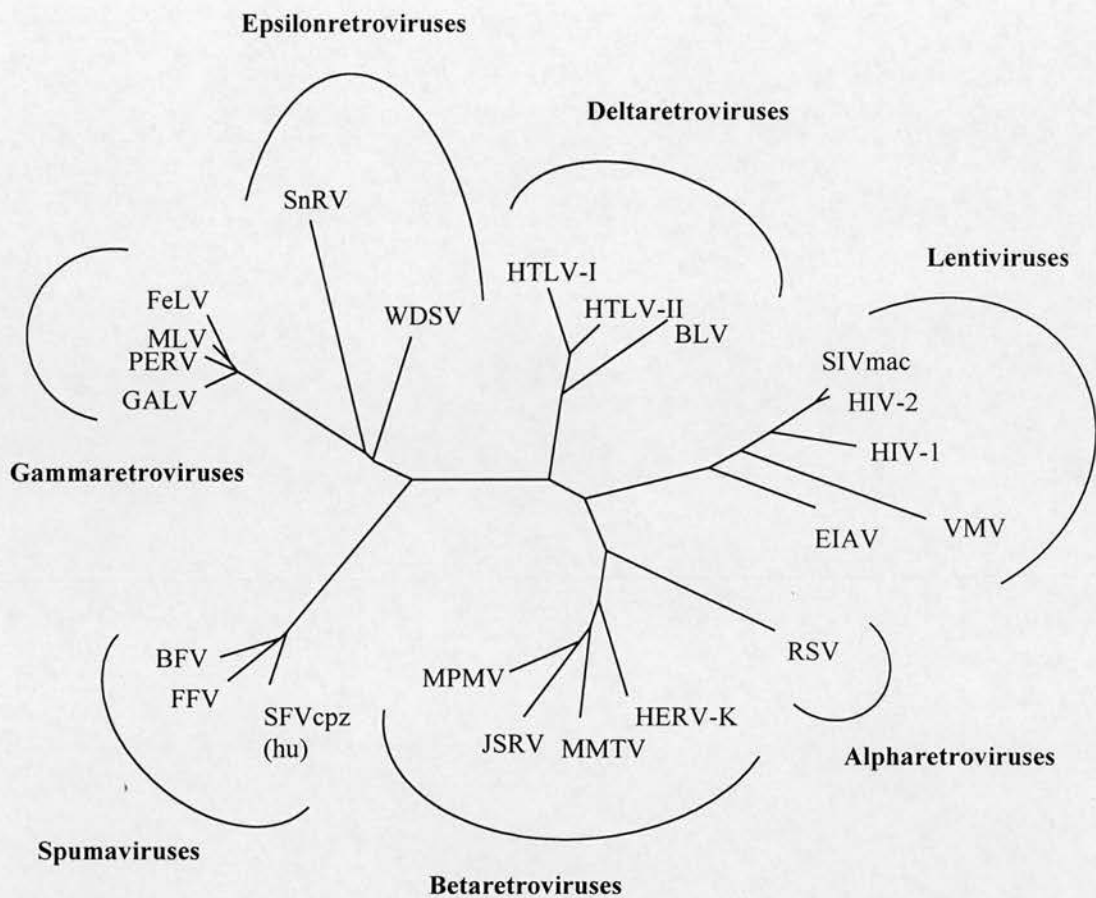 Epsilonretroviruses
Deltaretroviruses
SnRV
Lentiviruses
HTLV-I
FeLV
HTLV-II
WDSV
MLV
BLV
PERV
SIVmac
GALV
HIV-2
HIV-1
Gammaretroviruses
VMV
EIAV
BFV
RSV
MPMV
FFV
SFVcpz
(hu)
HERV-K
JSRV
MMTV
Alpharetroviruses
Spumaviruses
Betaretroviruses